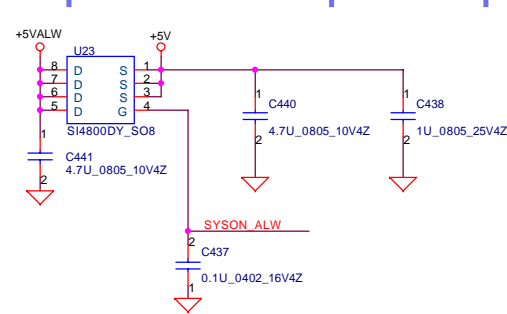 +5VALW
+5V
U23
8 D S 1
7 D S 2
6 D S 3
5 D G 4
SI4800DY_SO8
1
C441
4.7U_0805_10V4Z
2
1
C440
4.7U_0805_10V4Z
2
1
C438
1U_0805_25V4Z
2
SYSON_ALW
2
C437
0.1U_0402_16V4Z
1